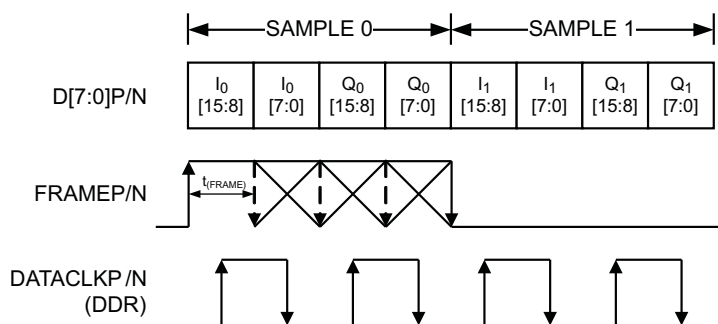 SAMPLE 0 SAMPLE 1
D[7:0]P/N I0 [15:8] I0 [7:0] Q0 [15:8] Q0 [7:0] I1 [15:8] I1 [7:0] Q1 [15:8] Q1 [7:0]
t(FRAME)
FRAMEP/N
DATACLKP/N
(DDR)